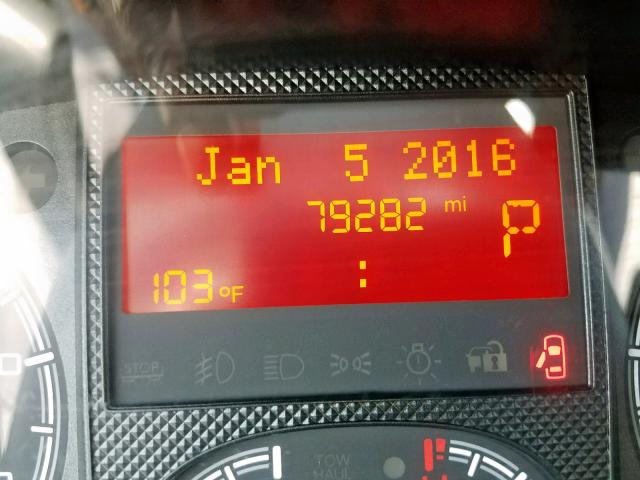 Jan 5 2016
79282 mi
P
103°F :
STOP
TOW
HAUL